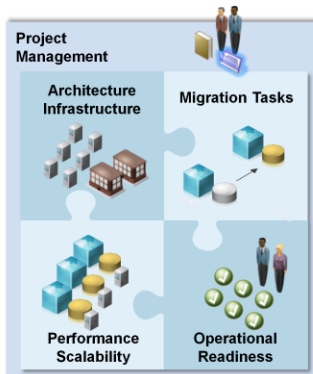 Project
Management
Architecture
Infrastructure
Migration Tasks
Performance
Scalability
Operational
Readiness